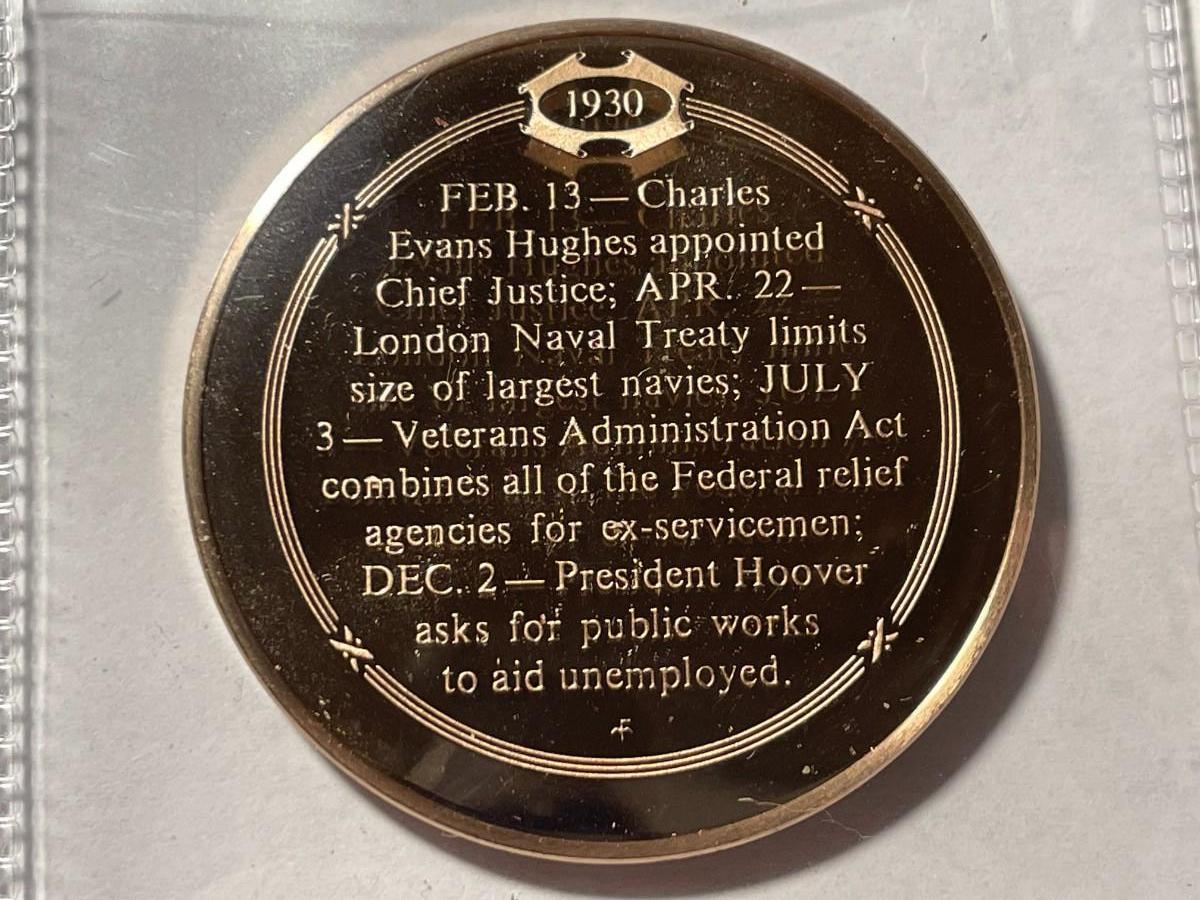 1930
FEB. 13 — Charles
Evans Hughes appointed
Chief Justice; APR. 22 —
London Naval Treaty limits
size of largest navies; JULY
3 — Veterans Administration Act
combines all of the Federal relief
agencies for ex-servicemen;
DEC. 2 — President Hoover
asks for public works
to aid unemployed.